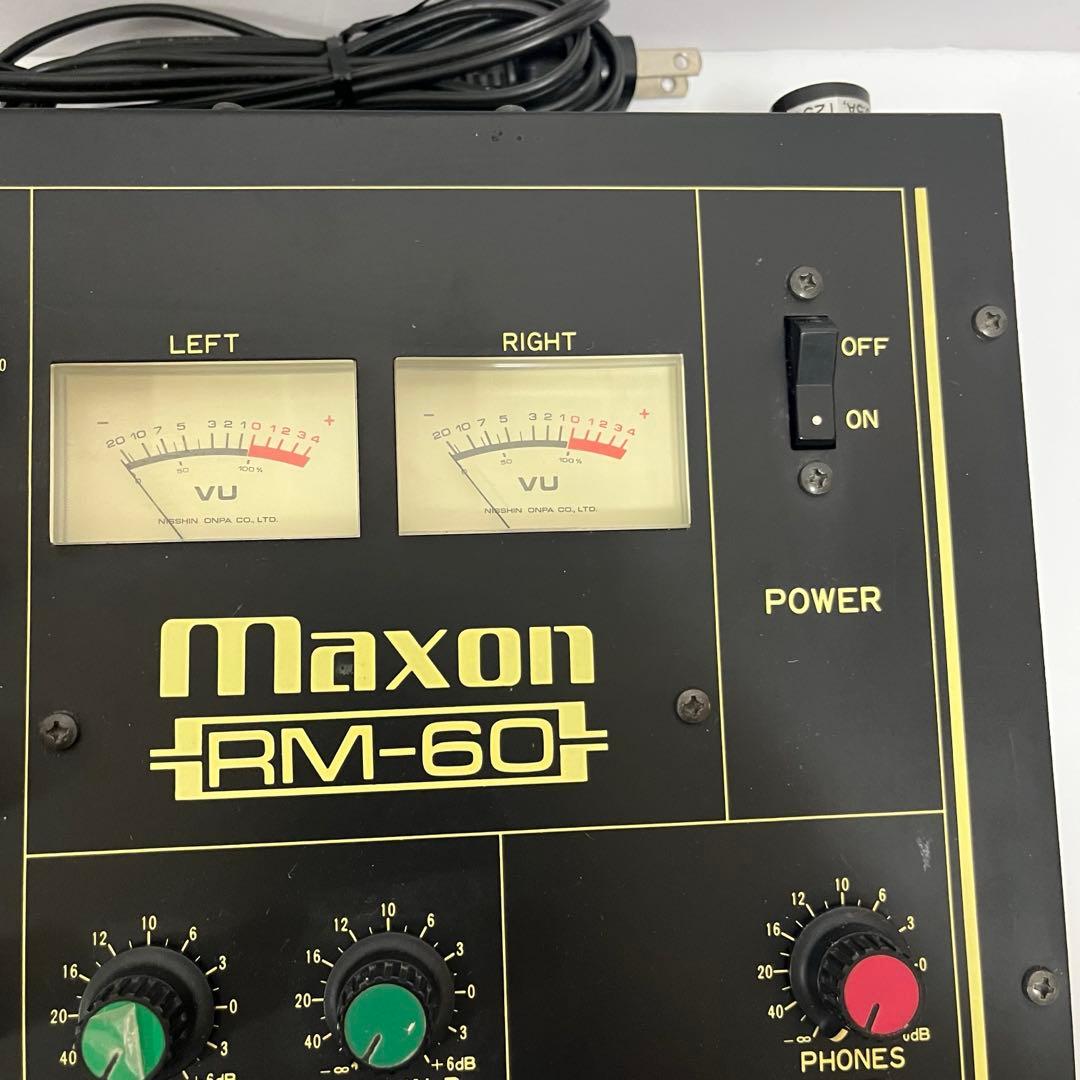 LEFT
RIGHT
OFF
ON
− 20 10 7 5 3 2 1 0 1 2 3 4 +
0 50 100%
VU
NISSHIN ONPA CO., LTD.
− 20 10 7 5 3 2 1 0 1 2 3 4 +
0 50 100%
VU
NISSHIN ONPA CO., LTD.
POWER
maxon
RM-60
40 20 16 12 10 6 3 0 3 +6dB
-∞ 40 20 16 12 10 6 3 0 3 +6dB
-∞ 40 20 16 12 10 6 3 0 dB
PHONES